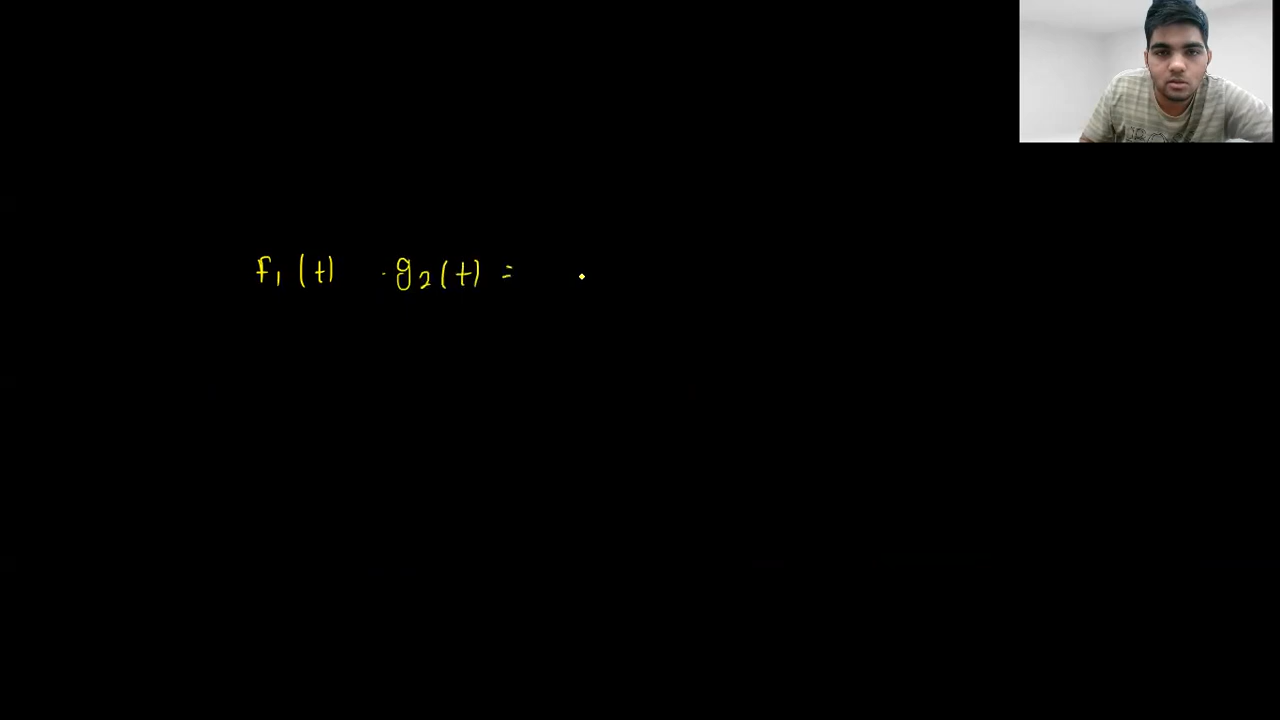 F₁(t) · g₂(t) =